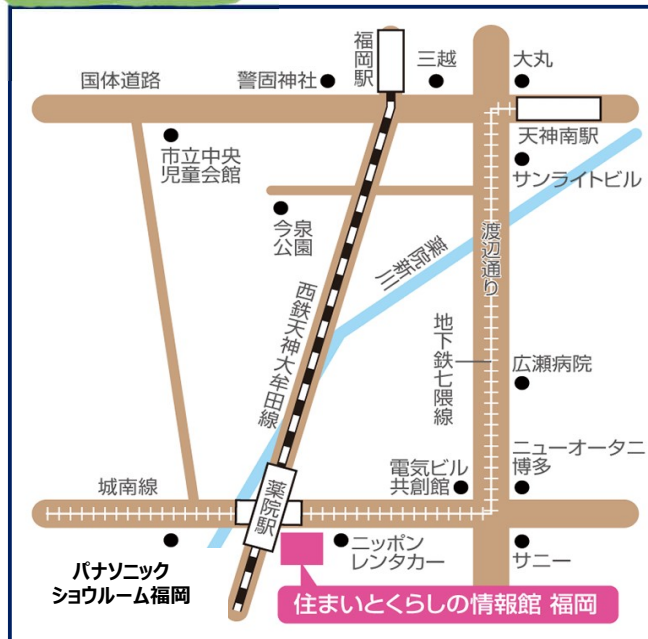 福岡駅
三越
大丸
国体道路
警固神社
天神南駅
市立中央
児童会館
サンライトビル
今泉
公園
薬院新川
渡辺通り
西鉄天神大牟田線
地下鉄七隈線
広瀬病院
電気ビル
共創館
ニューオータニ
博多
城南線
薬院駅
パナソニック
ショウルーム福岡
ニッポン
レンタカー
サニー
住まいとくらしの情報館 福岡